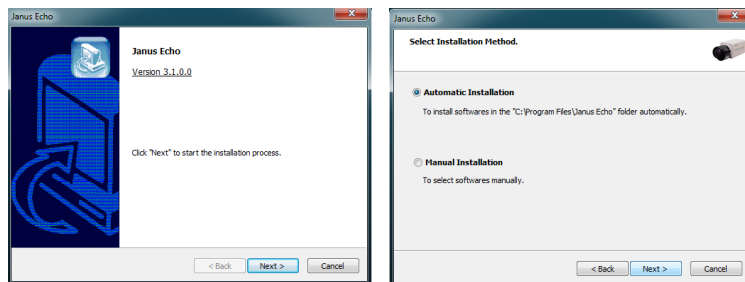 Janus Echo
Janus Echo
Version 3.1.0.0
Click "Next" to start the installation process.
< Back
Next >
Cancel
Janus Echo
Select Installation Method.
Automatic Installation
To install softwares in the "C:\Program Files\Janus Echo" folder automatically.
Manual Installation
To select softwares manually.
< Back
Next >
Cancel